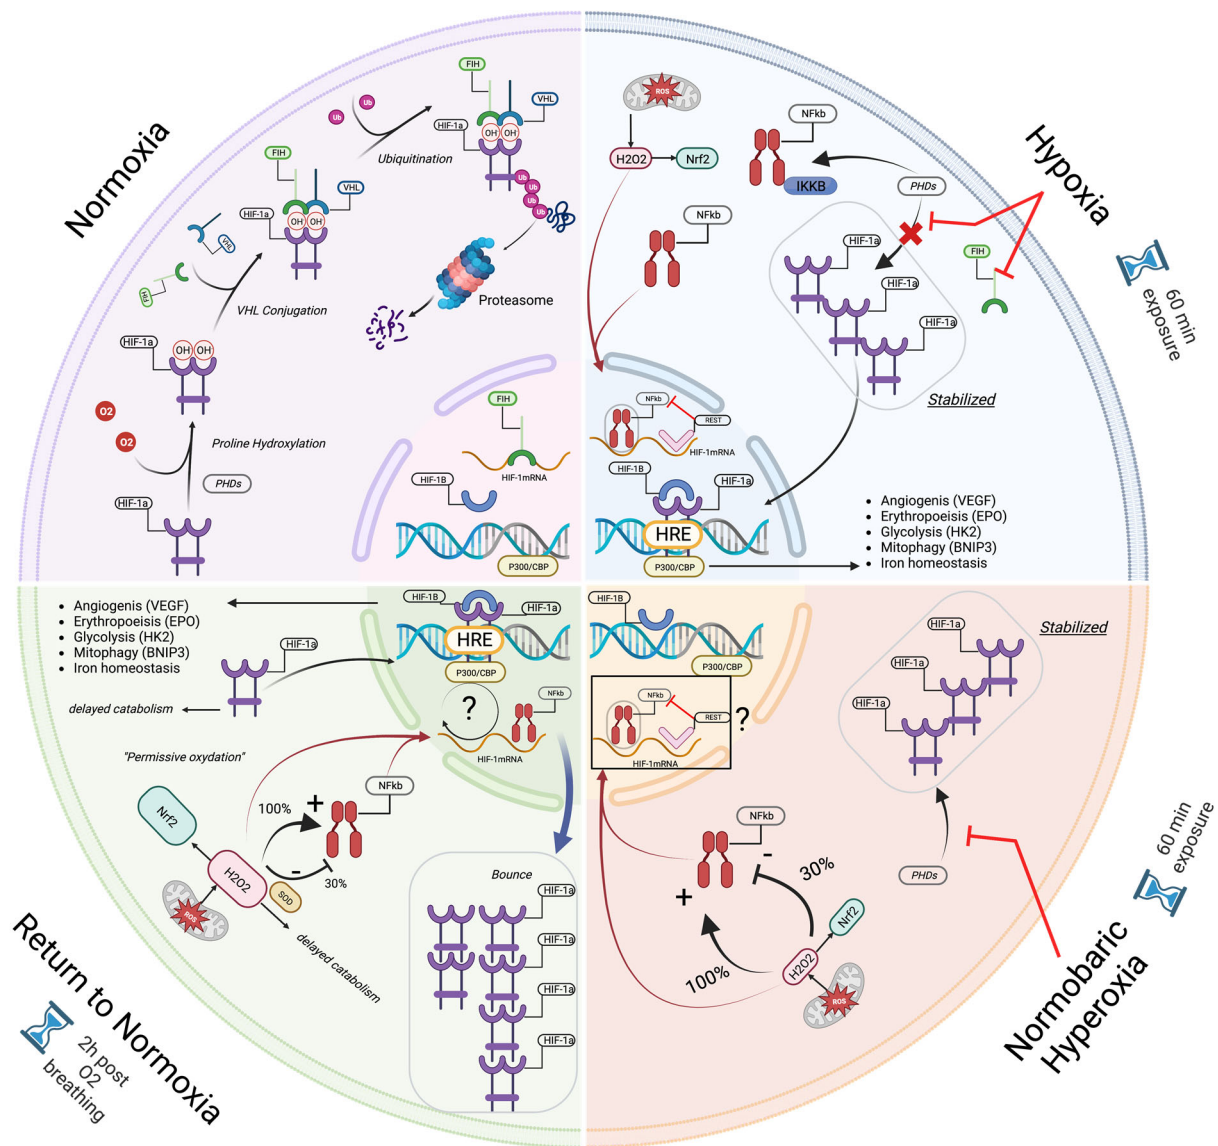 Normoxia
FIH
VHL
HIF-1a
OH OH
Ub
Ub
Ubiquitination
Ub
Ub
Ub
Ub
FIH
VHL
HIF-1a
OH OH
VHL
FIH
VHL Conjugation
Proteasome
HIF-1a
OH OH
O2
O2
Proline Hydroxylation
PHDs
HIF-1a
FIH
HIF-1mRNA
HIF-1B
P300/CBP
Hypoxia
60 min
exposure
ROS
H2O2
Nrf2
NFkb
IKKB
PHDs
NFkb
FIH
HIF-1a
HIF-1a
HIF-1a
Stabilized
NFkb
REST
HIF-1mRNA
HIF-1B
HIF-1a
HRE
P300/CBP
• Angiogenis (VEGF)
• Erythropoeisis (EPO)
• Glycolysis (HK2)
• Mitophagy (BNIP3)
• Iron homeostasis
• Angiogenis (VEGF)
• Erythropoeisis (EPO)
• Glycolysis (HK2)
• Mitophagy (BNIP3)
• Iron homeostasis
HIF-1B
HIF-1a
HRE
P300/CBP
HIF-1a
delayed catabolism
?
NFkb
HIF-1mRNA
"Permissive oxydation"
NFkb
Nrf2
100%
+
-
30%
H2O2
SOD
ROS
delayed catabolism
Bounce
HIF-1a
HIF-1a
HIF-1a
HIF-1a
Return to Normoxia
2h post
O2
breathing
HIF-1B
P300/CBP
NFkb
REST
?
HIF-1mRNA
HIF-1a
HIF-1a
HIF-1a
Stabilized
PHDs
NFkb
-
30%
+
100%
H2O2
Nrf2
ROS
60 min
exposure
Normobaric
Hyperoxia